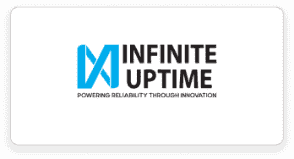 INFINITE
UPTIME
POWERING RELIABILITY THROUGH INNOVATION